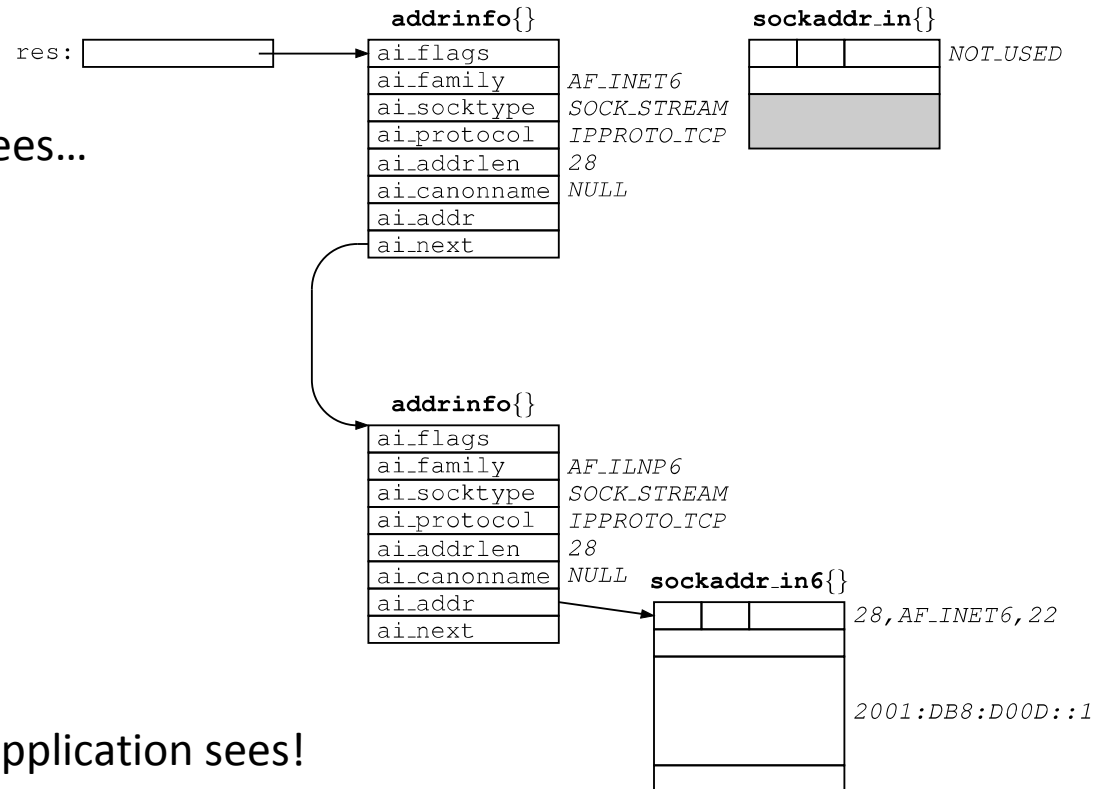 addrinfo{}
sockaddr_in{}
res:
ai_flags
NOT_USED
ai_family AF_INET6
ai_socktype SOCK_STREAM
ees…
ai_protocol IPPROTO_TCP
ai_addrlen 28
ai_canonname NULL
ai_addr
ai_next
addrinfo{}
ai_flags
ai_family AF_ILNP6
ai_socktype SOCK_STREAM
ai_protocol IPPROTO_TCP
ai_addrlen 28
ai_canonname NULL
sockaddr_in6{}
ai_addr
28,AF_INET6,22
ai_next
2001:DB8:D00D::1
pplication sees!